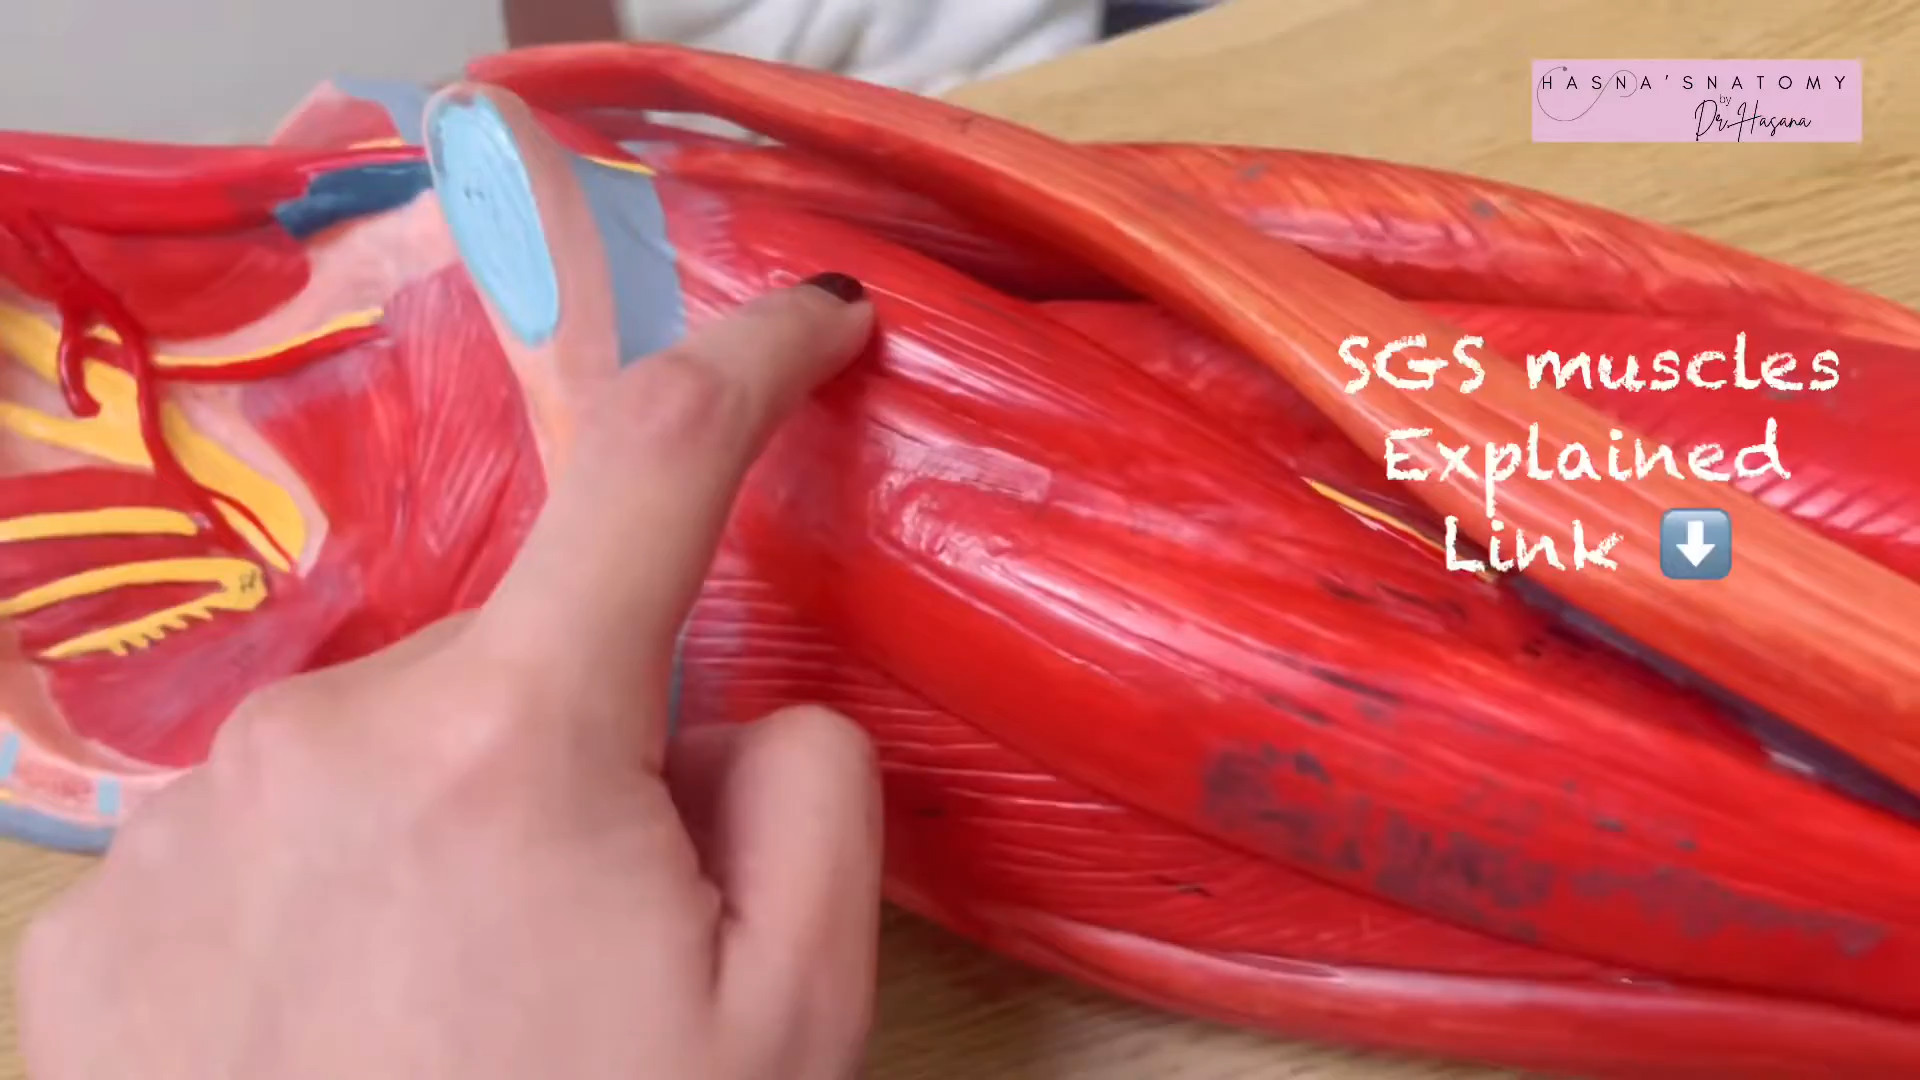 HASNA'SNATOMY
by
Dr.Hasana
SGS muscles
Explained
Link ⬇️